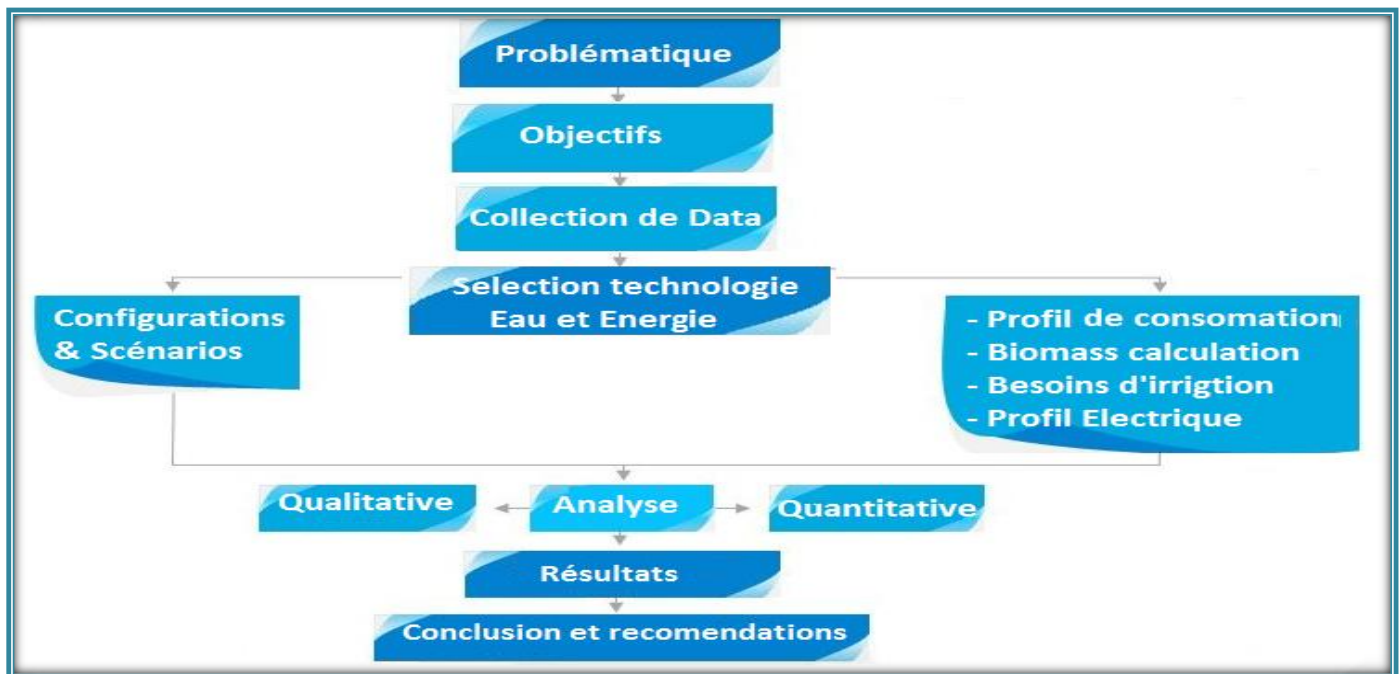 Problématique
Objectifs
Collection de Data
Selection technologie
Eau et Energie
Configurations
& Scénarios
- Profil de consomation
- Biomass calculation
- Besoins d'irrigtion
- Profil Electrique
Qualitative
Analyse
Quantitative
Résultats
Conclusion et recomendations